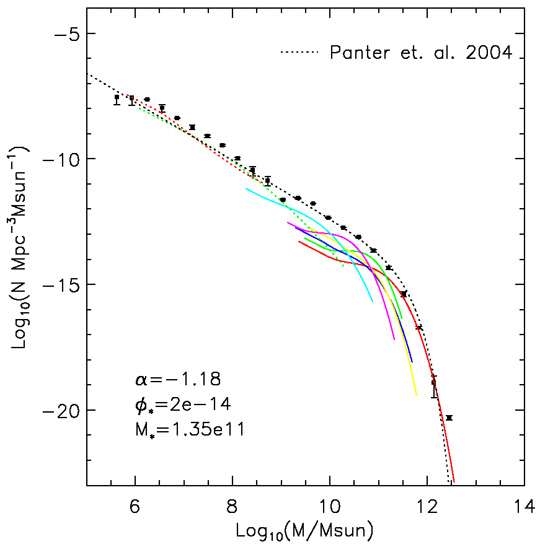 Panter et. al. 2004
-5
-10
-15
-20
Log₁₀(N Mpc⁻³Msun⁻¹)
α=-1.18
ϕ*=2e-14
M*=1.35e11
6 8 10 12 14
Log₁₀(M/Msun)